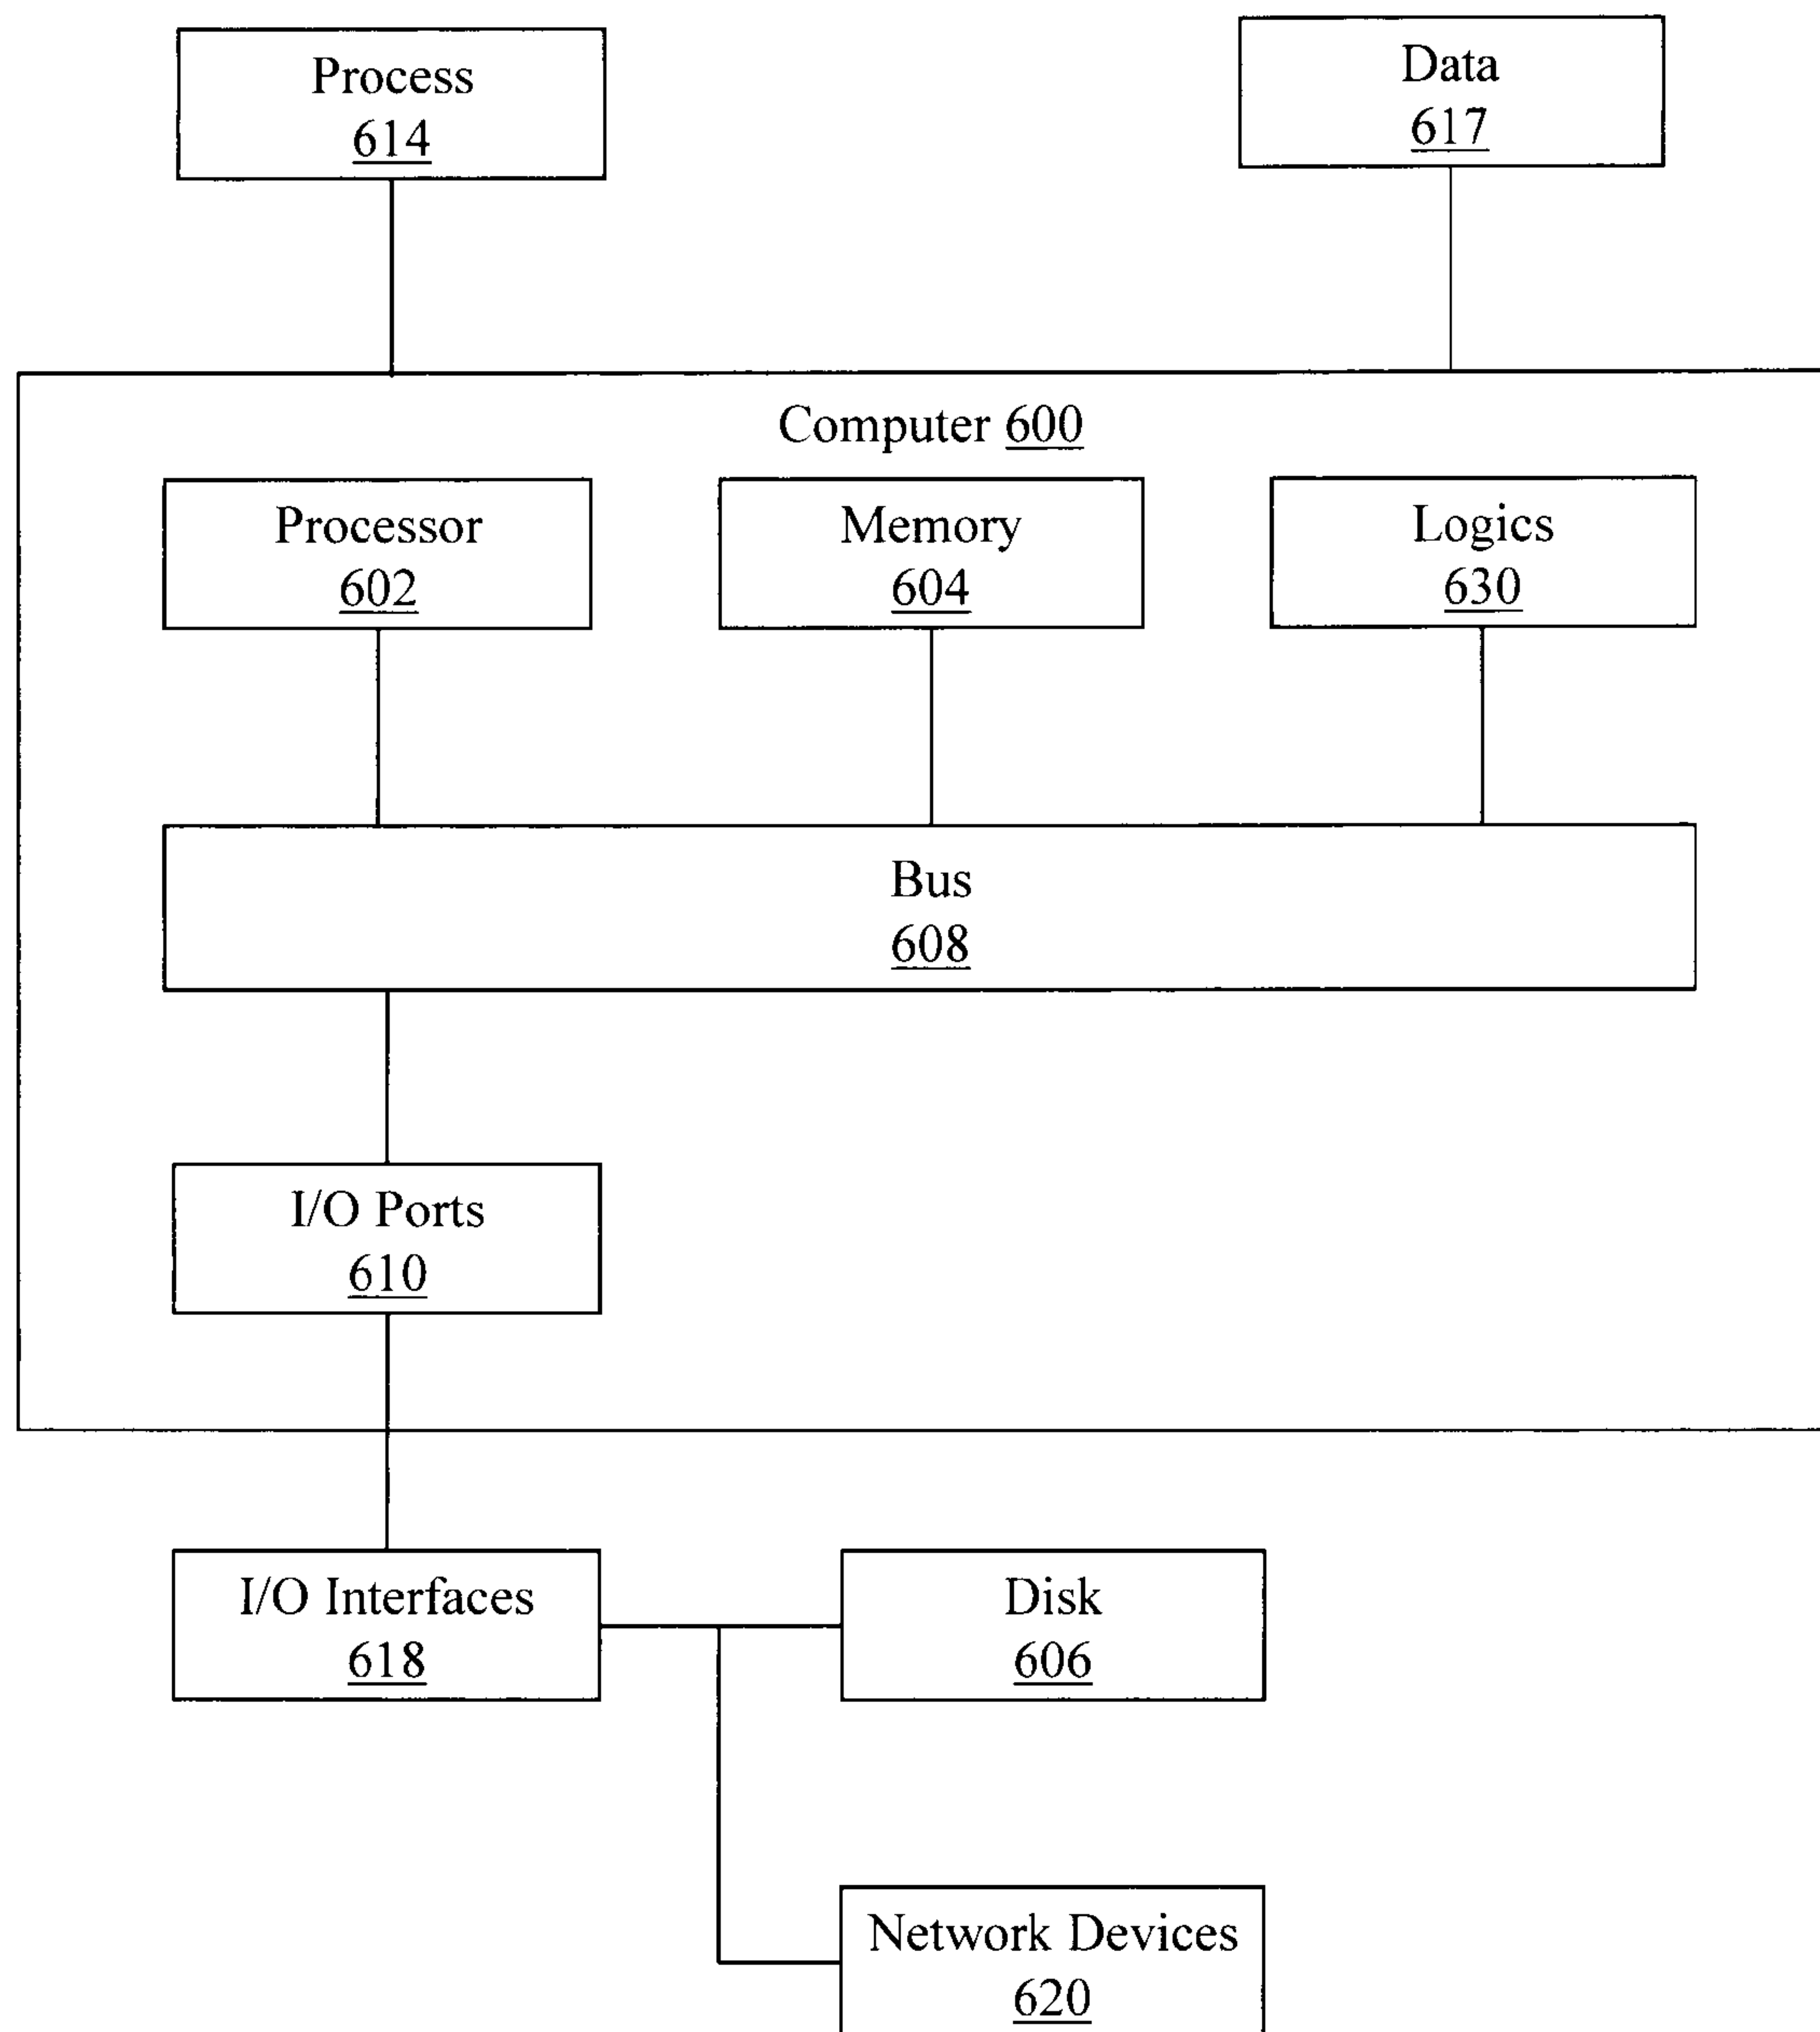 Process
614
Data
617
Computer 600
Processor
602
Memory
604
Logics
630
Bus
608
I/O Ports
610
I/O Interfaces
618
Disk
606
Network Devices
620